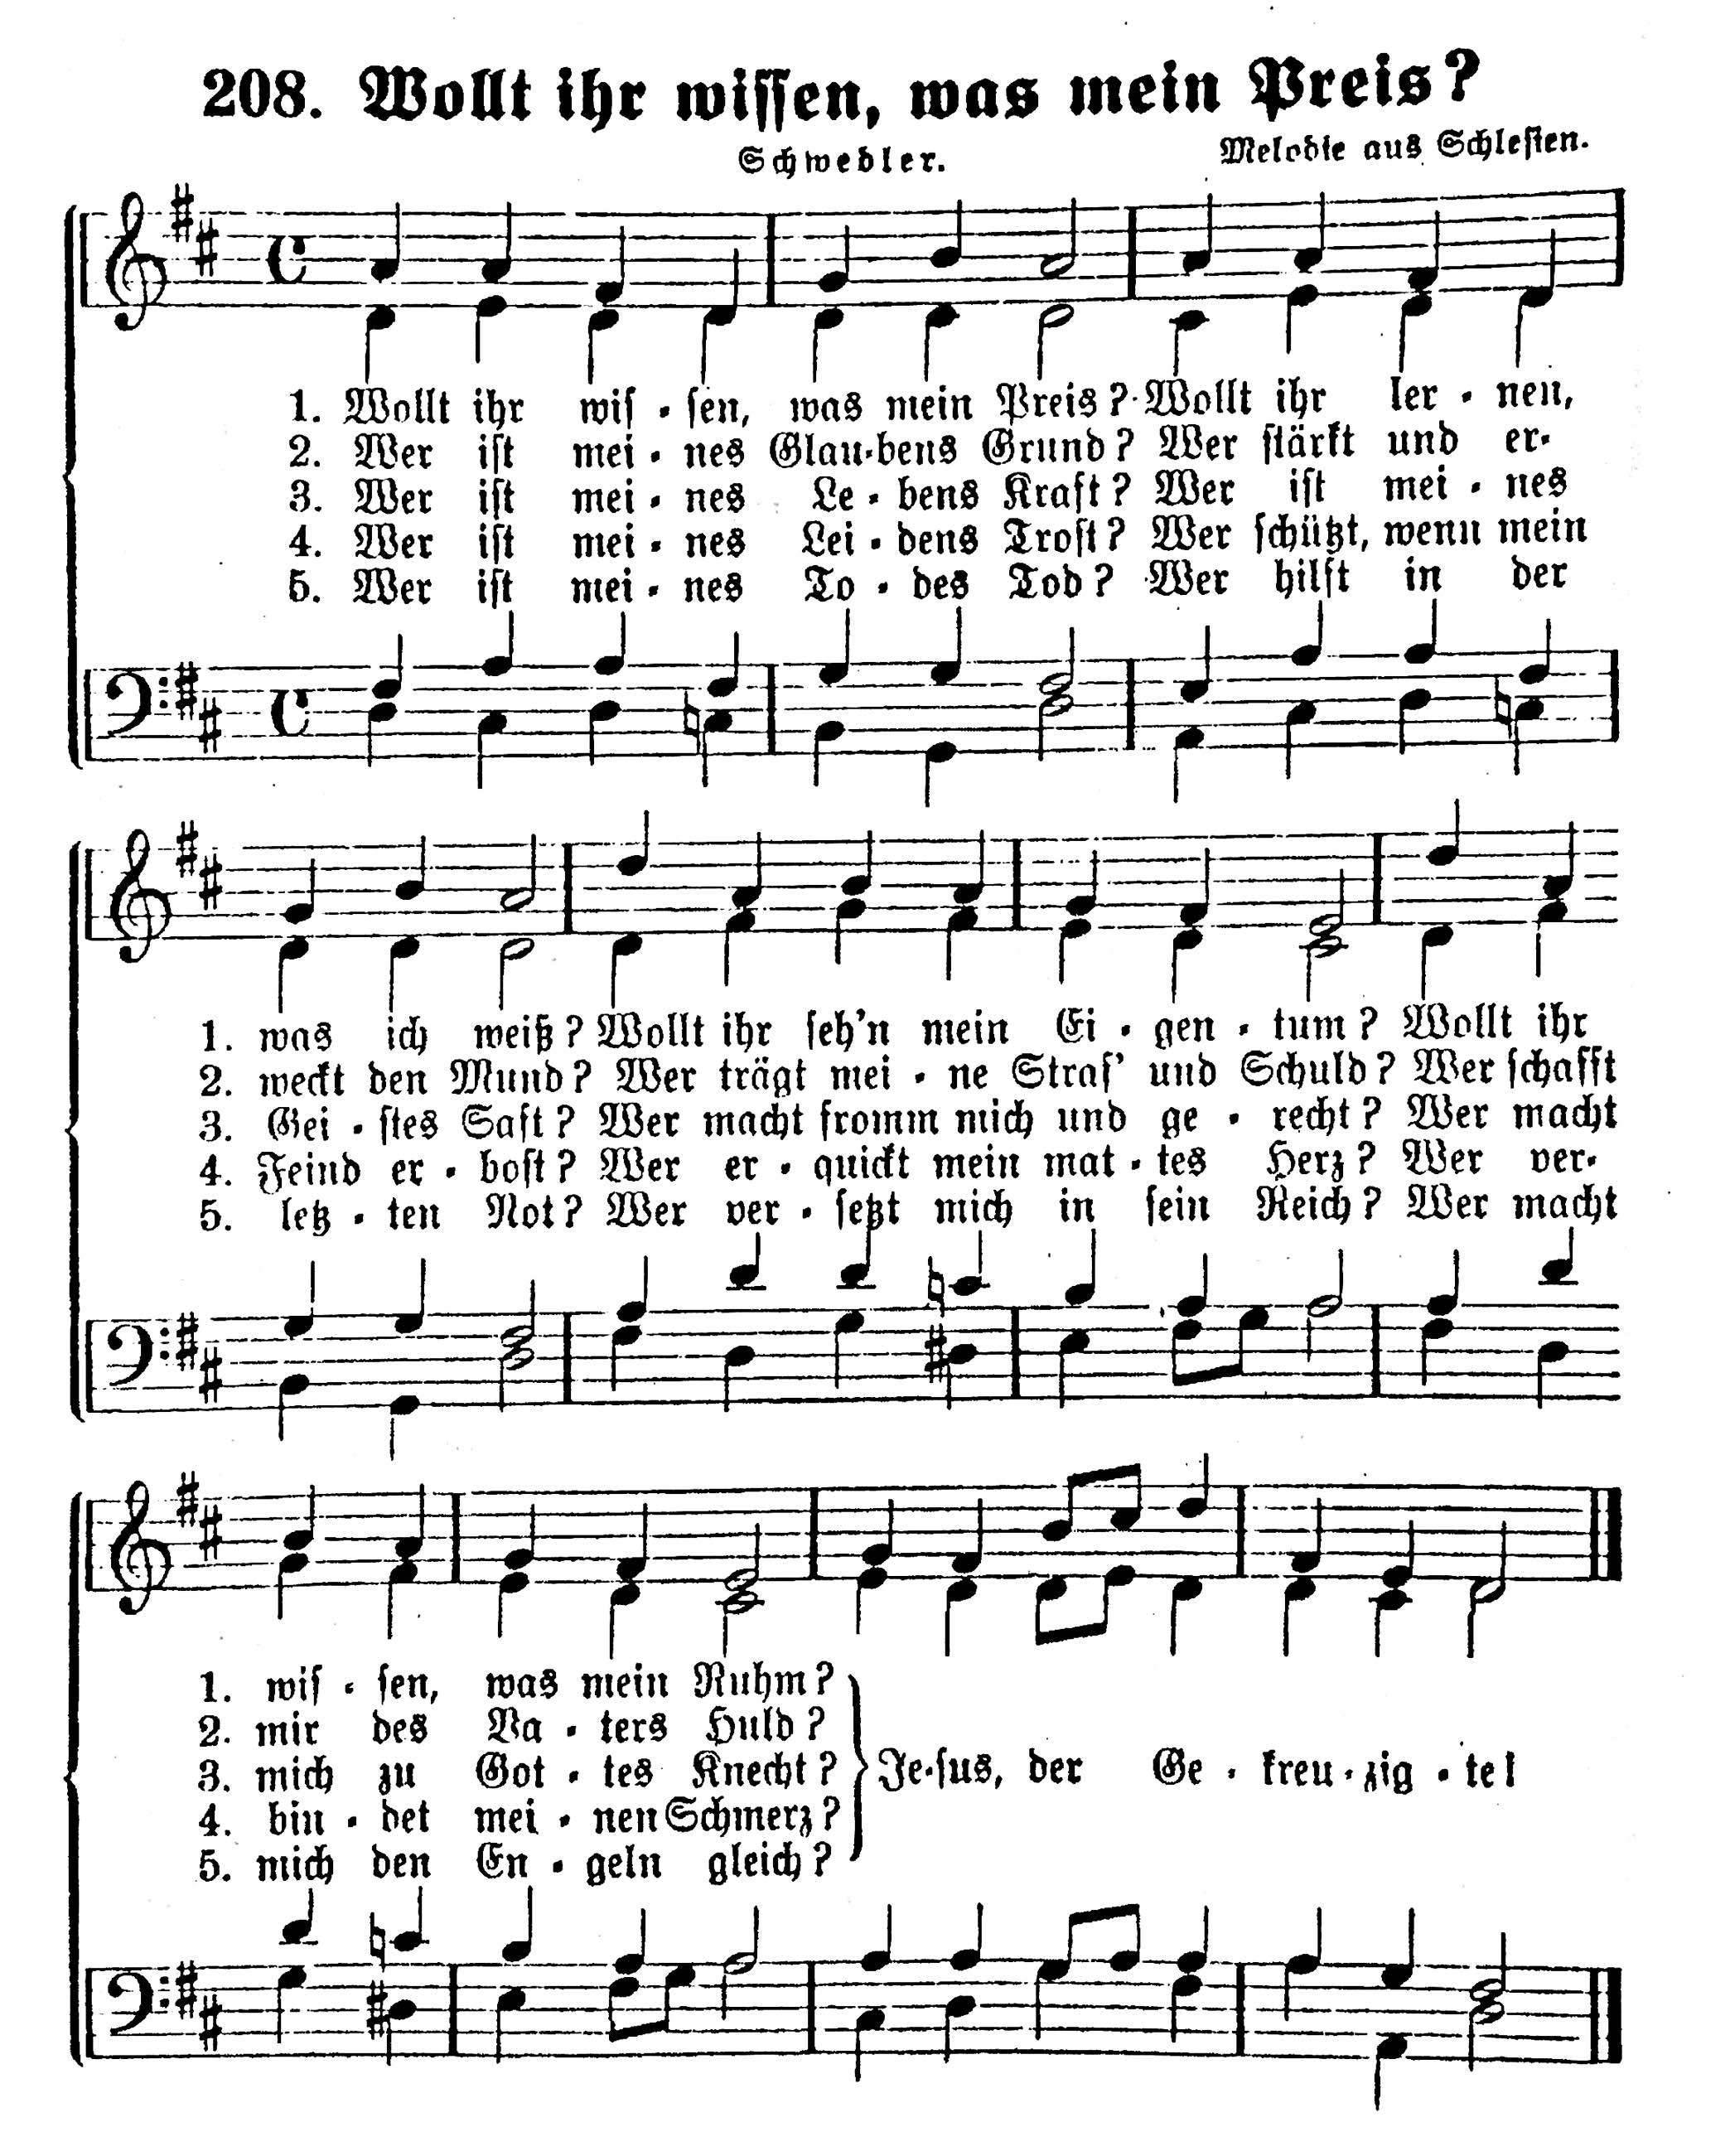 208. Wollt ihr wissen, was mein Preis?
Schwedler.
Melodie aus Schlesien.
1. Wollt ihr wis - sen, was mein Preis? Wollt ihr ler - nen,
2. Wer ist mei - nes Glau-bens Grund? Wer stärkt und er-
3. Wer ist mei - nes Le - bens Kraft? Wer ist mei - nes
4. Wer ist mei - nes Lei - dens Trost? Wer schützt, wenn mein
5. Wer ist mei - nes To - des Tod? Wer hilft in der
1. was ich weiß? Wollt ihr seh'n mein Ei - gen - tum? Wollt ihr
2. weckt den Mund? Wer trägt mei - ne Straf' und Schuld? Wer schafft
3. Gei - stes Saft? Wer macht fromm mich und ge - recht? Wer macht
4. Feind er - bost? Wer er - quickt mein mat - tes Herz? Wer ver-
5. letz - ten Not? Wer ver - setzt mich in sein Reich? Wer macht
1. wis - sen, was mein Ruhm?
2. mir des Va - ters Huld?
3. mich zu Got - tes Knecht?
4. bin - det mei - nen Schmerz?
5. mich den En - geln gleich?
Je-sus, der Ge - kreu - zig - te!